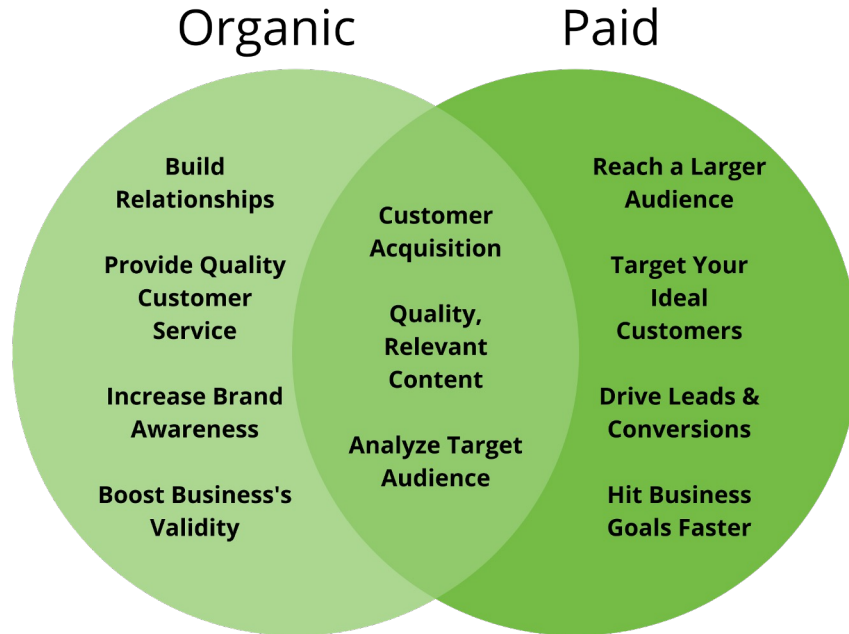 Organic
Paid
Build
Relationships
Provide Quality
Customer
Service
Increase Brand
Awareness
Boost Business's
Validity
Customer
Acquisition
Quality,
Relevant
Content
Analyze Target
Audience
Reach a Larger
Audience
Target Your
Ideal
Customers
Drive Leads &
Conversions
Hit Business
Goals Faster